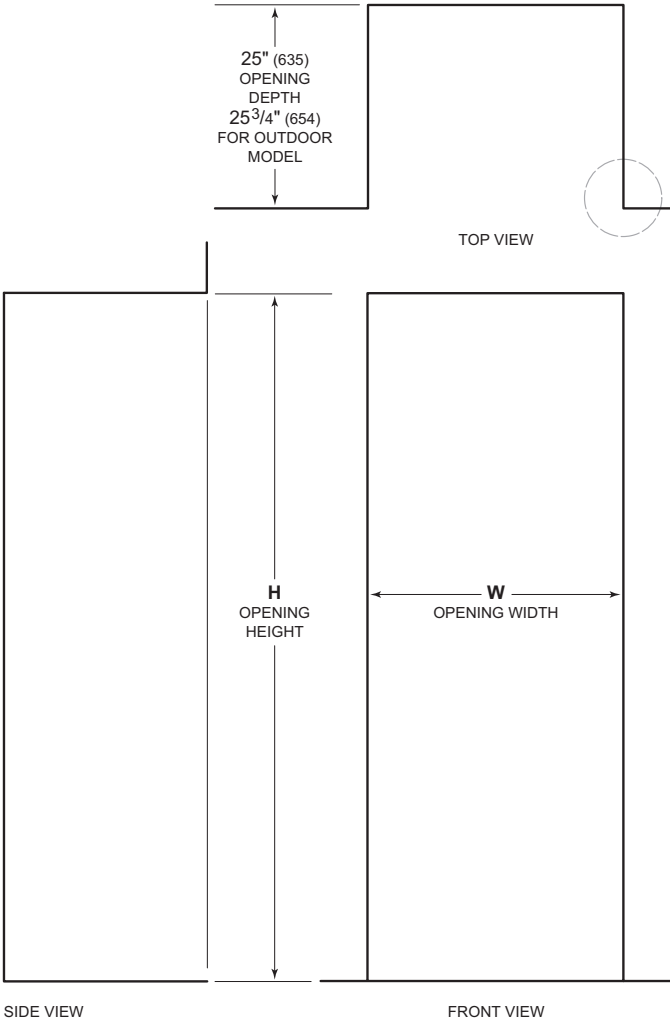 25" (635)
OPENING
DEPTH
25 3/4" (654)
FOR OUTDOOR
MODEL
TOP VIEW
H
OPENING
HEIGHT
W
OPENING WIDTH
SIDE VIEW
FRONT VIEW